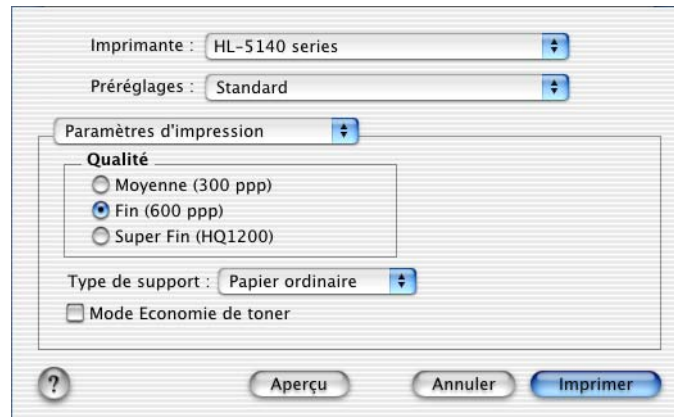 Imprimante : HL-5140 series
Préréglages : Standard
Paramètres d'impression
Qualité
Moyenne (300 ppp)
Fin (600 ppp)
Super Fin (HQ1200)
Type de support : Papier ordinaire
Mode Economie de toner
? Aperçu Annuler Imprimer